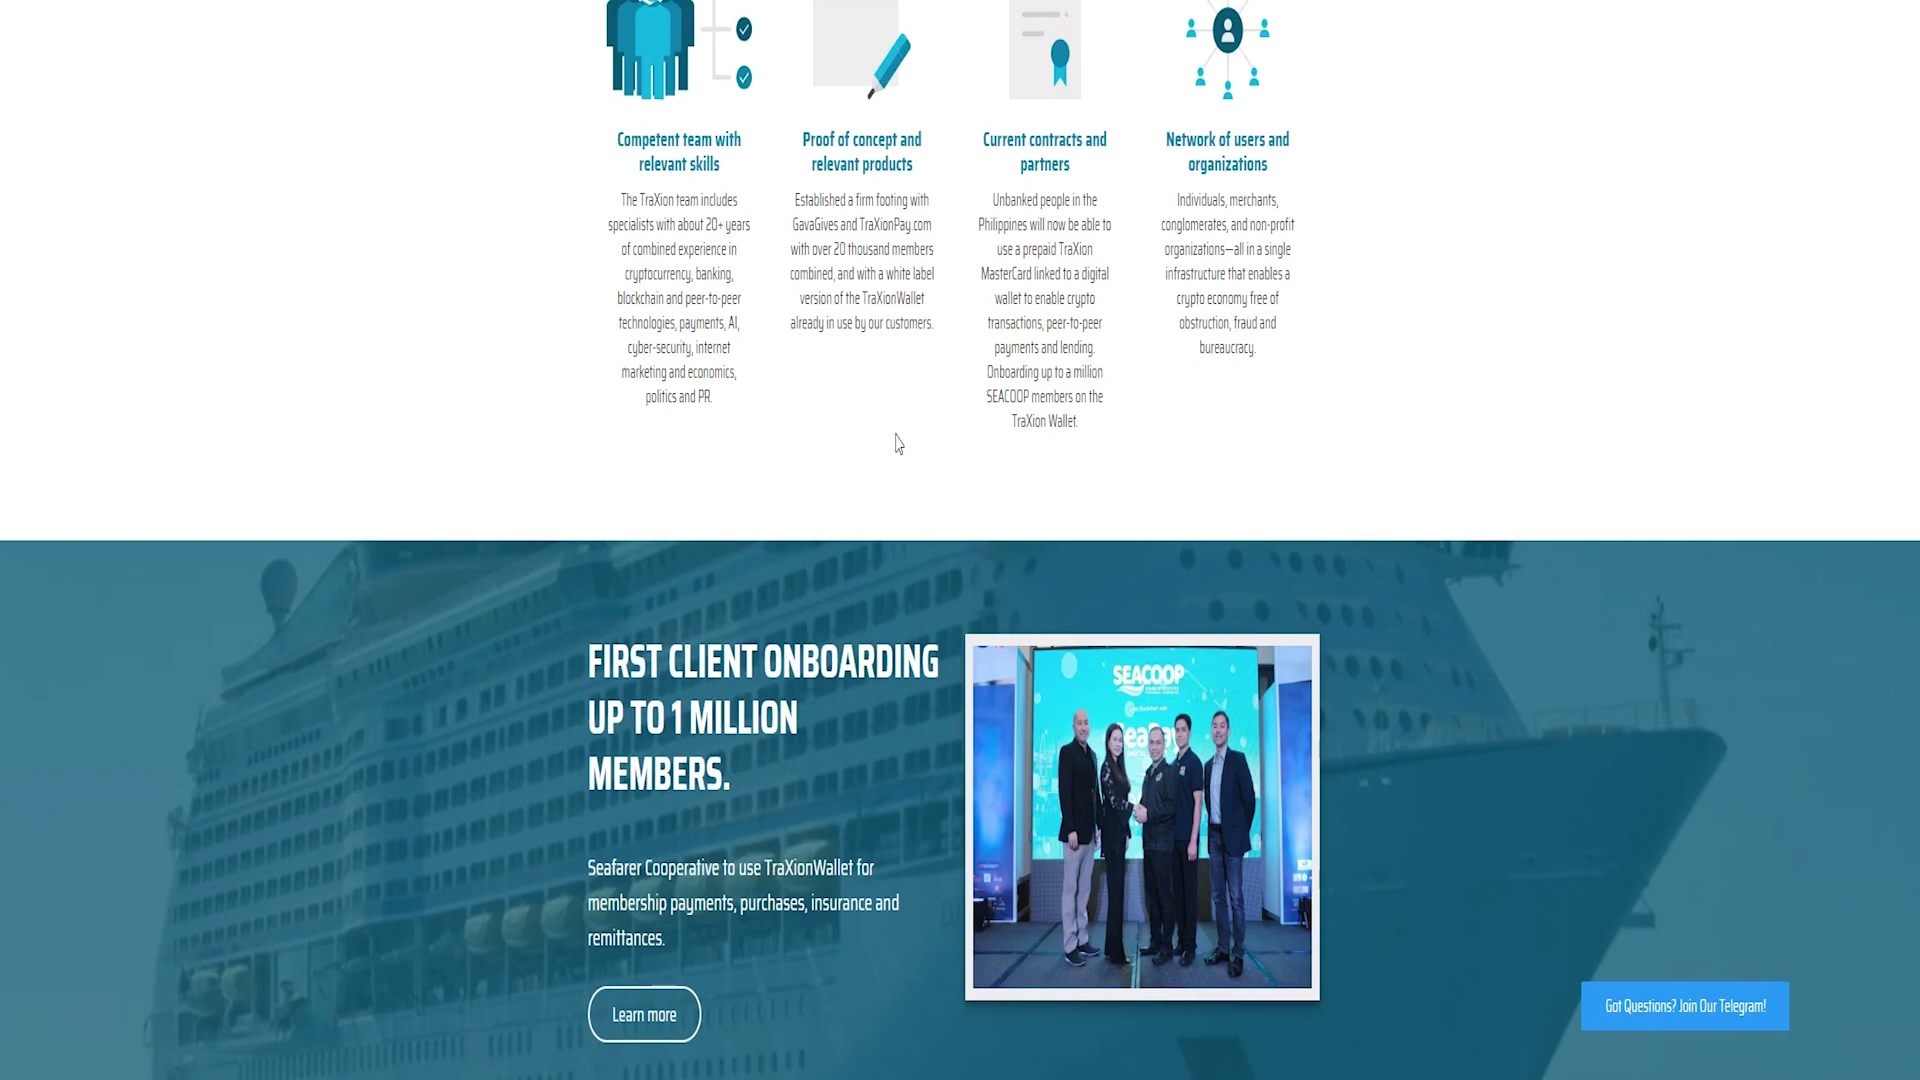 Competent team with
relevant skills
The TraXion team includes
specialists with about 20+ years
of combined experience in
cryptocurrency, banking,
blockchain and peer-to-peer
technologies, payments, AI,
cyber-security, internet
marketing and economics,
politics and PR.
Proof of concept and
relevant products
Established a firm footing with
GavaGives and TraXionPay.com
with over 20 thousand members
combined, and with a white label
version of the TraXionWallet
already in use by our customers.
Current contracts and
partners
Unbanked people in the
Philippines will now be able to
use a prepaid TraXion
MasterCard linked to a digital
wallet to enable crypto
transactions, peer-to-peer
payments and lending.
Onboarding up to a million
SEACOOP members on the
TraXion Wallet.
Network of users and
organizations
Individuals, merchants,
conglomerates, and non-profit
organizations—all in a single
infrastructure that enables a
crypto economy free of
obstruction, fraud and
bureaucracy.
FIRST CLIENT ONBOARDING
UP TO 1 MILLION
MEMBERS.
Seafarer Cooperative to use TraXionWallet for
membership payments, purchases, insurance and
remittances.
Learn more
SEACOOP
Got Questions? Join Our Telegram!